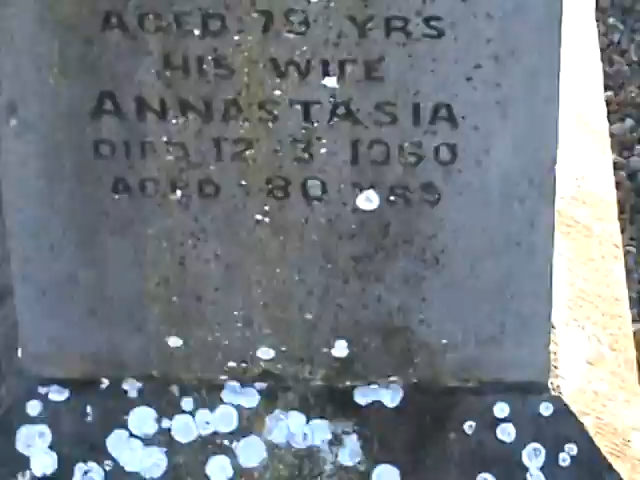 AGED 79 YRS
HIS WIFE
ANNASTASIA
DIED 12 3 1960
AGED 80 YRS